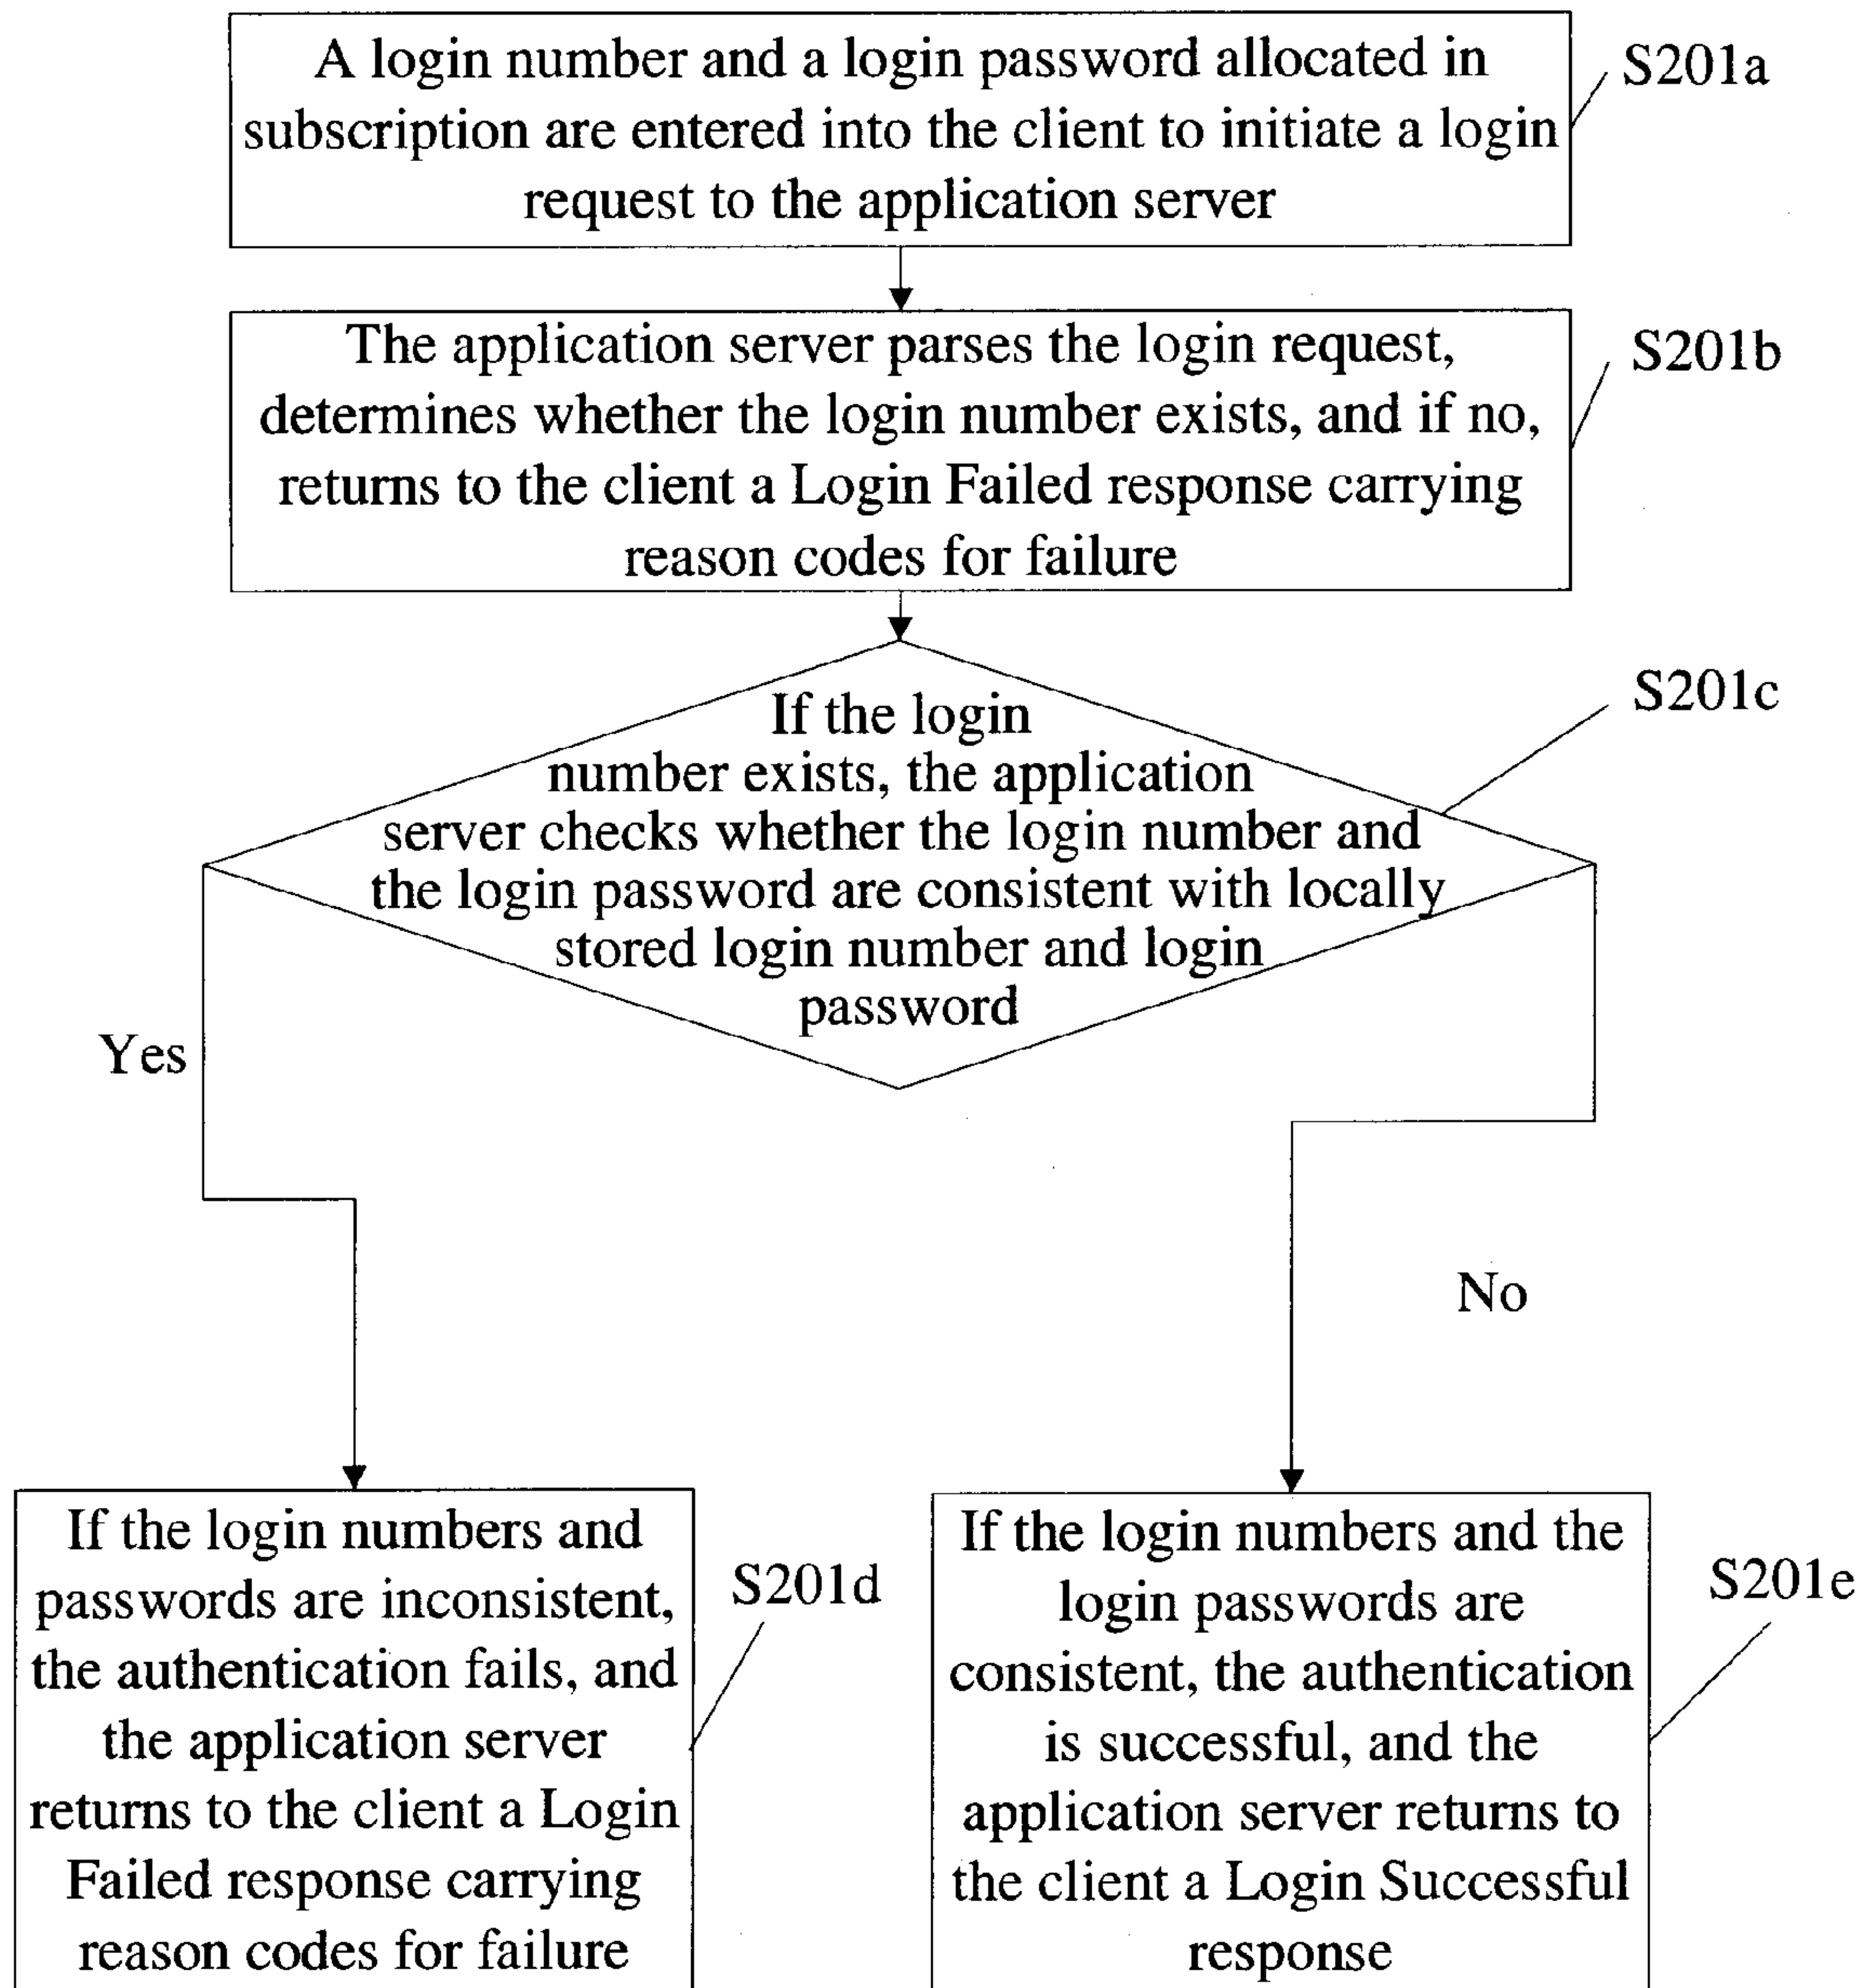 A login number and a login password allocated in
subscription are entered into the client to initiate a login
request to the application server
S201a
The application server parses the login request,
determines whether the login number exists, and if no,
returns to the client a Login Failed response carrying
reason codes for failure
S201b
If the login
number exists, the application
server checks whether the login number and
the login password are consistent with locally
stored login number and login
password
S201c
Yes
No
If the login numbers and
passwords are inconsistent,
the authentication fails, and
the application server
returns to the client a Login
Failed response carrying
reason codes for failure
S201d
If the login numbers and the
login passwords are
consistent, the authentication
is successful, and the
application server returns to
the client a Login Successful
response
S201e